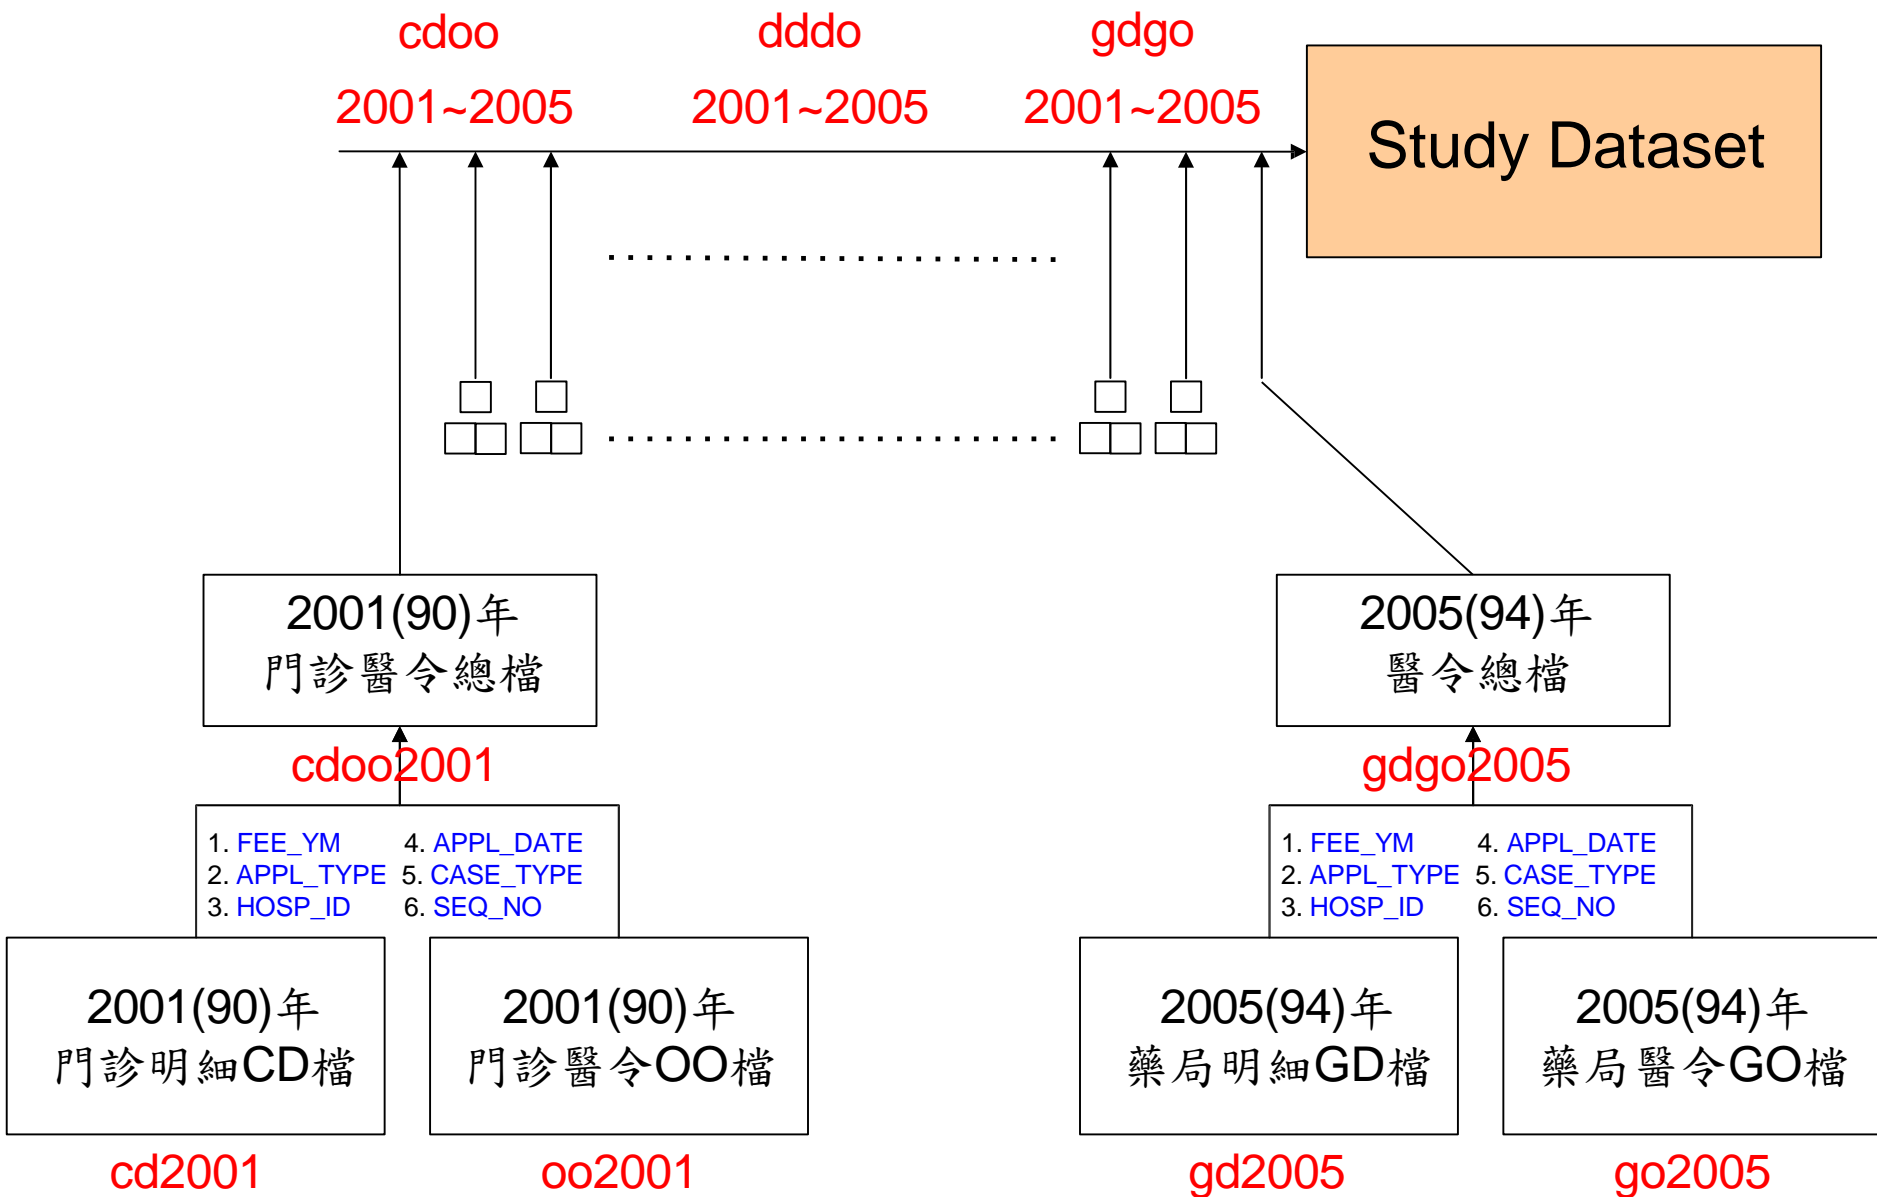 cdoo
dddo
gdgo
2001~2005
2001~2005
2001~2005
Study Dataset
2001(90)年
門診醫令總檔
2005(94)年
醫令總檔
cdoo2001
gdgo2005
1. FEE_YM 4. APPL_DATE
2. APPL_TYPE 5. CASE_TYPE
3. HOSP_ID 6. SEQ_NO
1. FEE_YM 4. APPL_DATE
2. APPL_TYPE 5. CASE_TYPE
3. HOSP_ID 6. SEQ_NO
2001(90)年
門診明細CD檔
2001(90)年
門診醫令OO檔
2005(94)年
藥局明細GD檔
2005(94)年
藥局醫令GO檔
cd2001
oo2001
gd2005
go2005